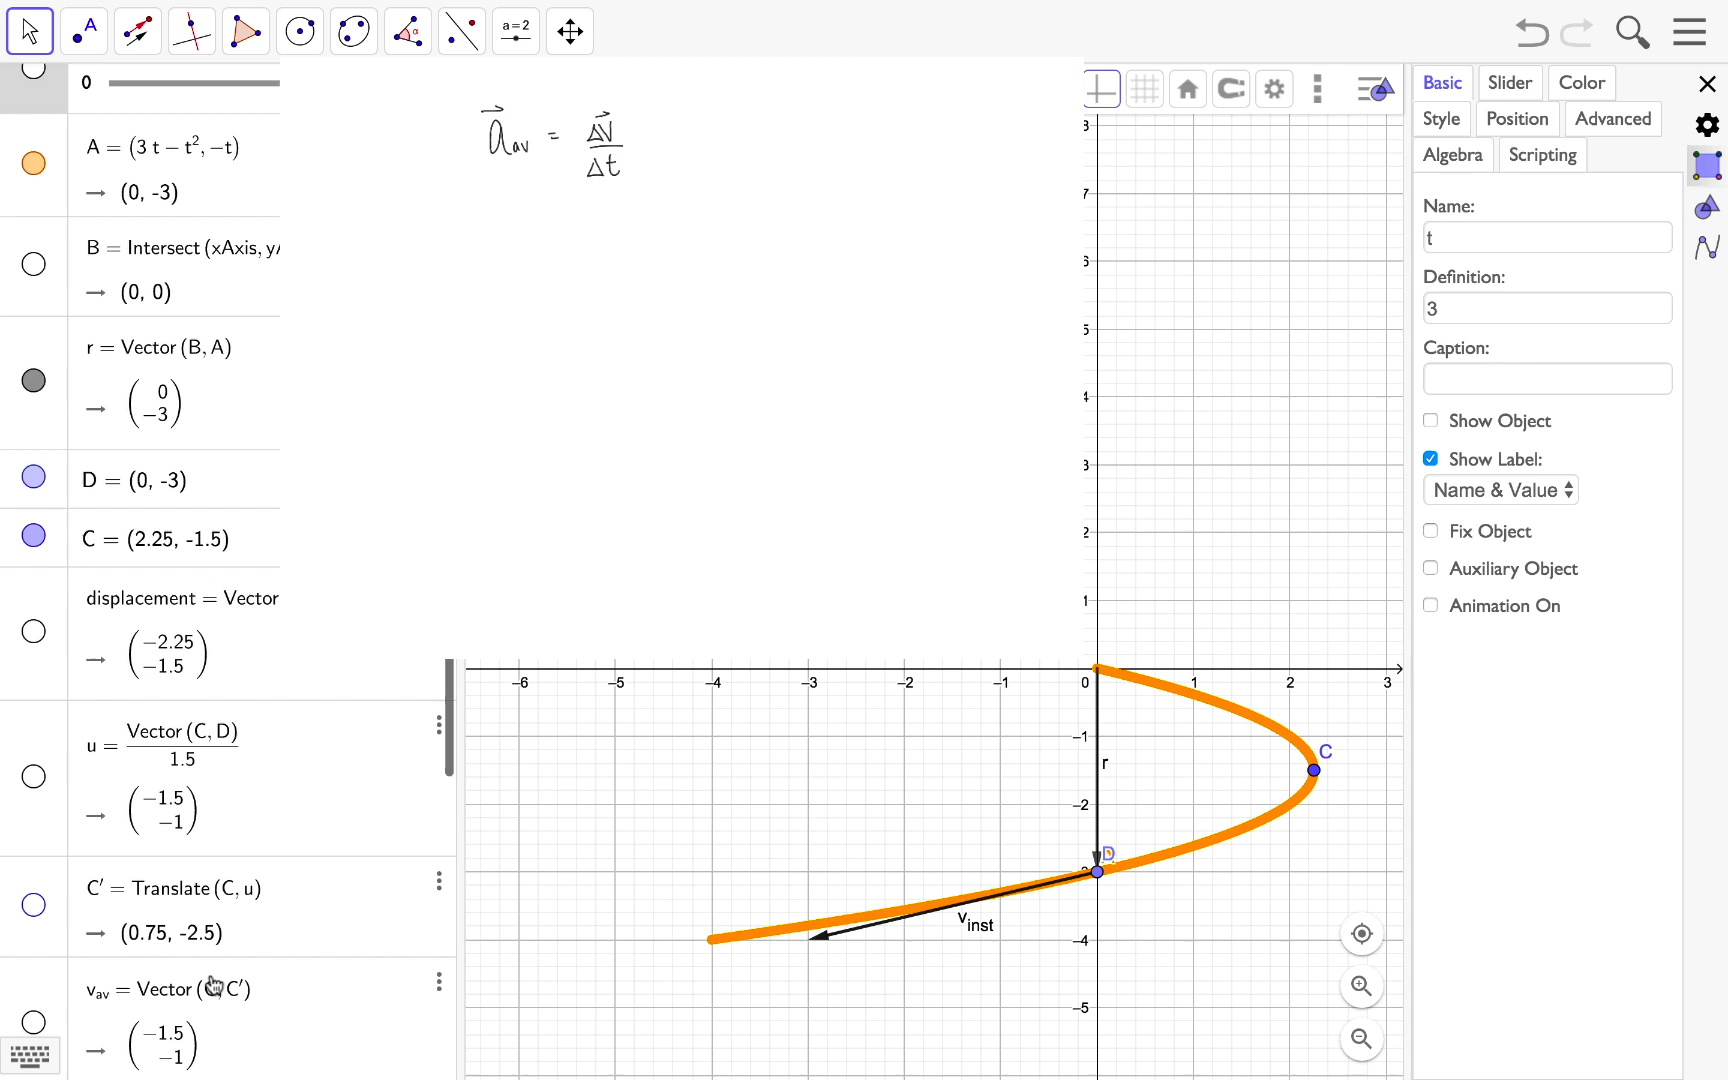 A
α
a=2
0
A = (3 t − t², −t)
→ (0, -3)
B = Intersect (xAxis, y
→ (0, 0)
r = Vector (B, A)
→ (0 −3)
D = (0, -3)
C = (2.25, -1.5)
displacement = Vector
→ (−2.25 −1.5)
u = Vector (C, D) / 1.5
→ (−1.5 −1)
C′ = Translate (C, u)
→ (0.75, -2.5)
v_av = Vector ( C′)
→ (−1.5 −1)
a⃗_av = Δv⃗ / Δt
8
7
6
5
4
3
2
1
−6 −5 −4 −3 −2 −1 0 1 2 3
−1
−2
−4
−5
C
r
D
v_inst
Basic Slider Color
Style Position Advanced
Algebra Scripting
Name:
t
Definition:
3
Caption:
Show Object
Show Label:
Name & Value
Fix Object
Auxiliary Object
Animation On